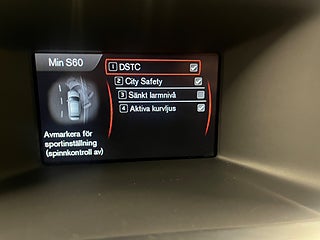 Min S60
1 DSTC
2 City Safety
3 Sänkt larmnivå
4 Aktiva kurvljus
Avmarkera för
sportinställning
(spinnkontroll av)